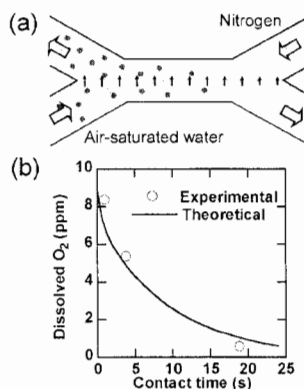 (a)
Nitrogen
Air-saturated water
(b)
10
8
6
4
2
0
Dissolved O₂ (ppm)
Experimental
Theoretical
0 5 10 15 20 25
Contact time (s)